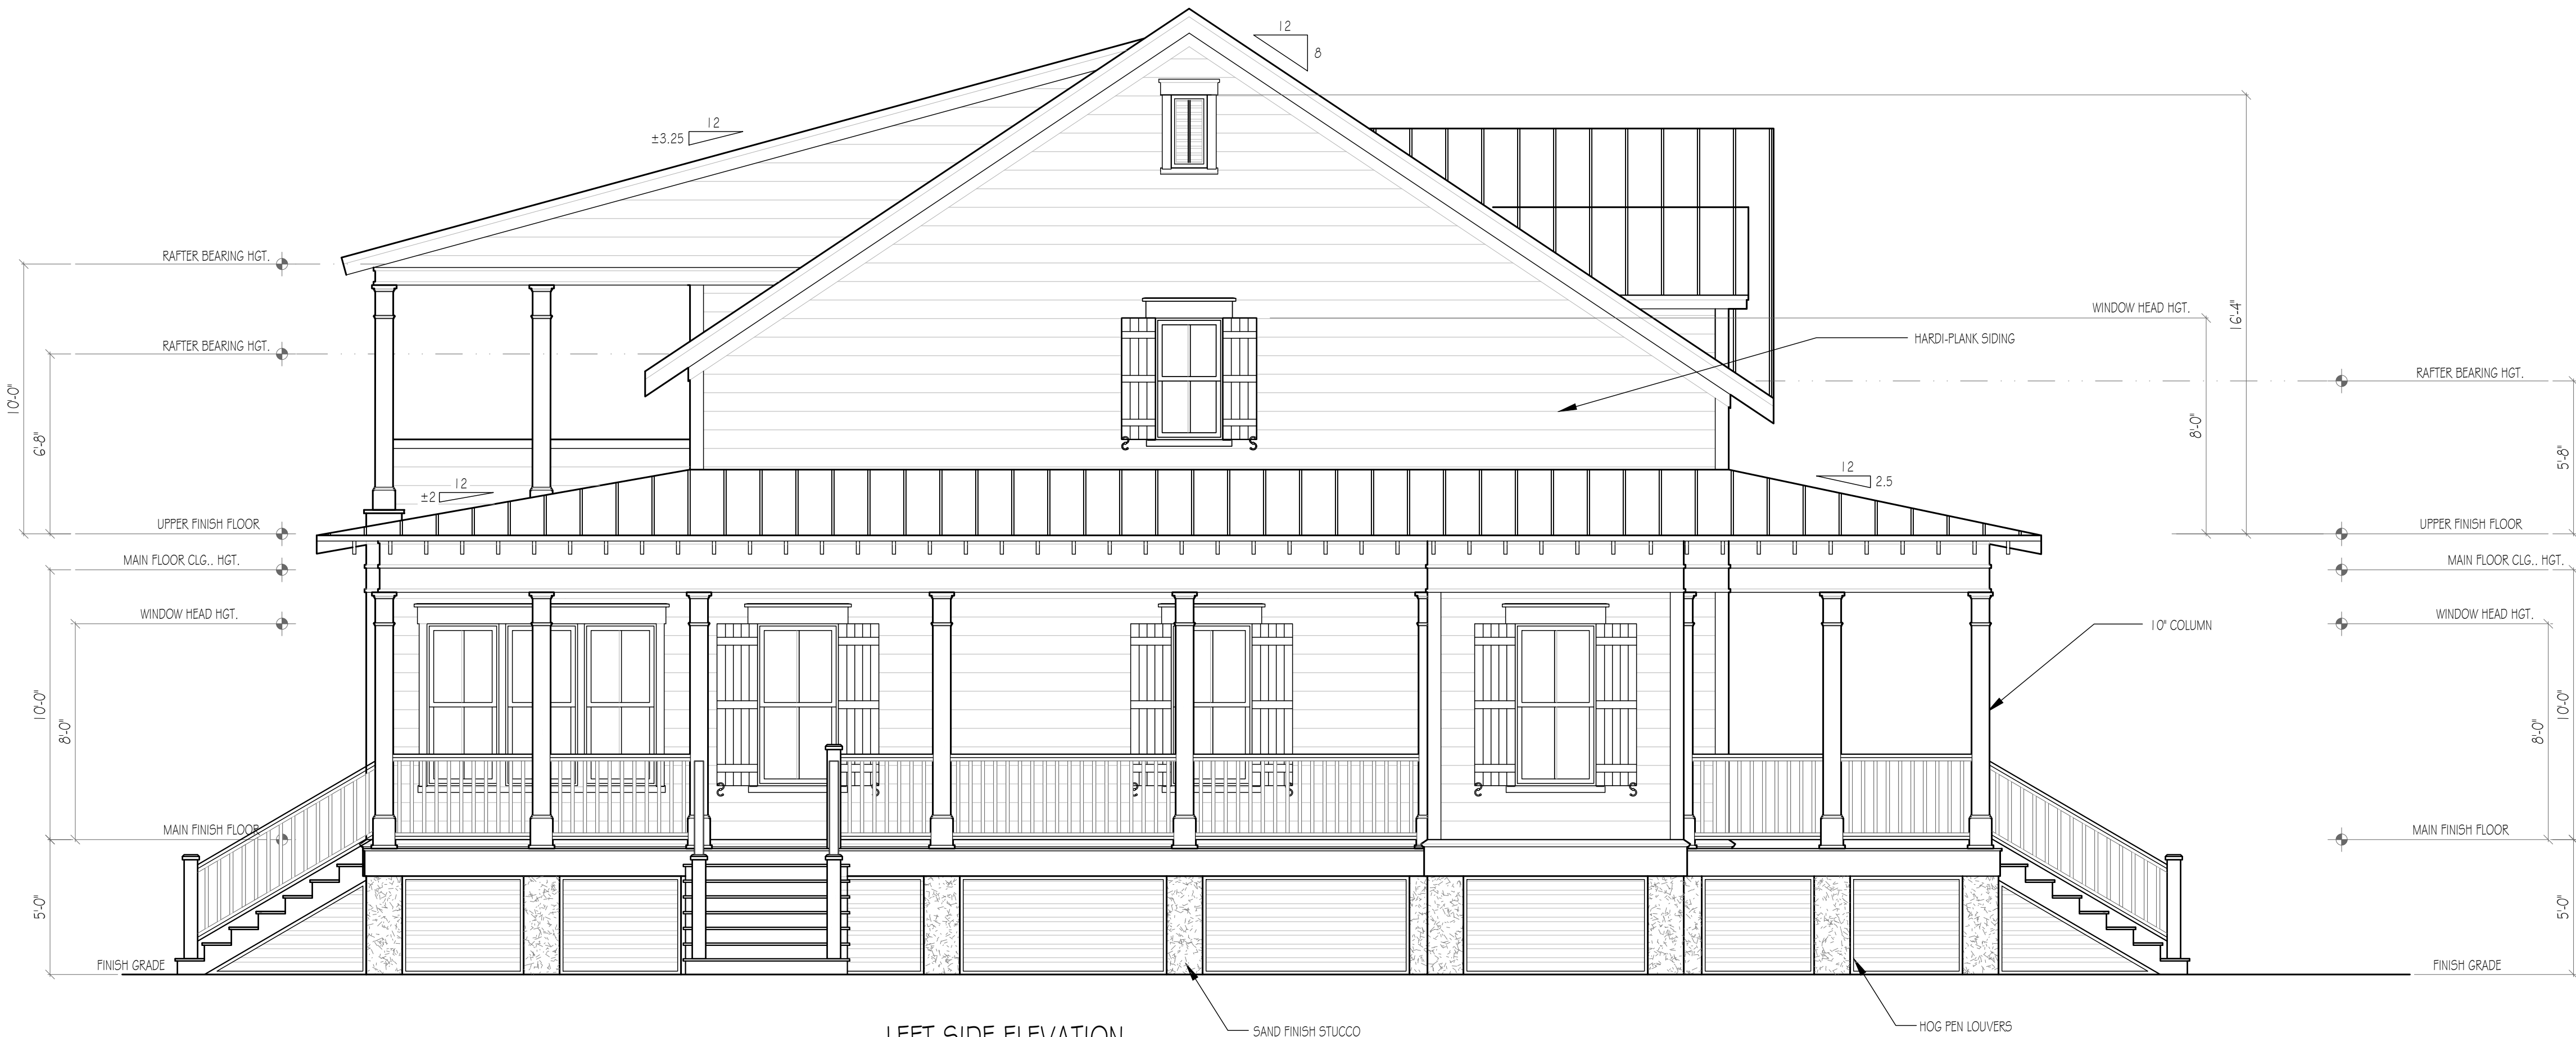 12
8
12
±3.25
RAFTER BEARING HGT.
WINDOW HEAD HGT.
16'-4"
HARDI-PLANK SIDING
RAFTER BEARING HGT.
RAFTER BEARING HGT.
10'-0"
6'-8"
8'-0"
5'-8"
12
±2
12
2.5
UPPER FINISH FLOOR
UPPER FINISH FLOOR
MAIN FLOOR CLG.. HGT.
MAIN FLOOR CLG.. HGT.
WINDOW HEAD HGT.
WINDOW HEAD HGT.
10" COLUMN
10'-0"
8'-0"
8'-0"
10'-0"
MAIN FINISH FLOOR
MAIN FINISH FLOOR
5'-0"
5'-0"
FINISH GRADE
FINISH GRADE
LEFT SIDE ELEVATION
SAND FINISH STUCCO
HOG PEN LOUVERS